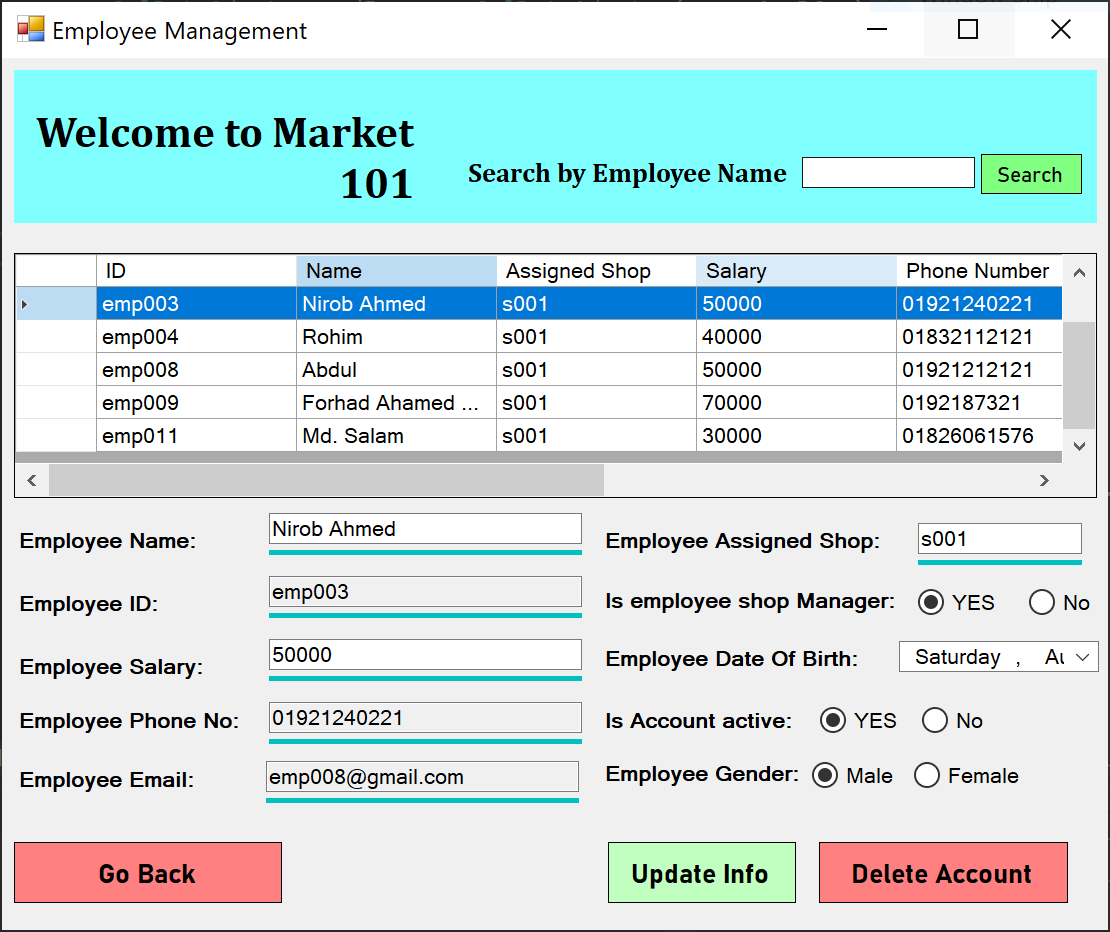 Employee Management
Welcome to Market
101
Search by Employee Name
Search
ID Name Assigned Shop Salary Phone Number
emp003 Nirob Ahmed s001 50000 01921240221
emp004 Rohim s001 40000 01832112121
emp008 Abdul s001 50000 01921212121
emp009 Forhad Ahamed ... s001 70000 0192187321
emp011 Md. Salam s001 30000 01826061576
Employee Name: Nirob Ahmed
Employee Assigned Shop: s001
Employee ID: emp003
Is employee shop Manager: YES No
Employee Salary: 50000
Employee Date Of Birth: Saturday ,
Employee Phone No: 01921240221
Is Account active: YES No
Employee Email: emp008@gmail.com
Employee Gender: Male Female
Go Back
Update Info
Delete Account